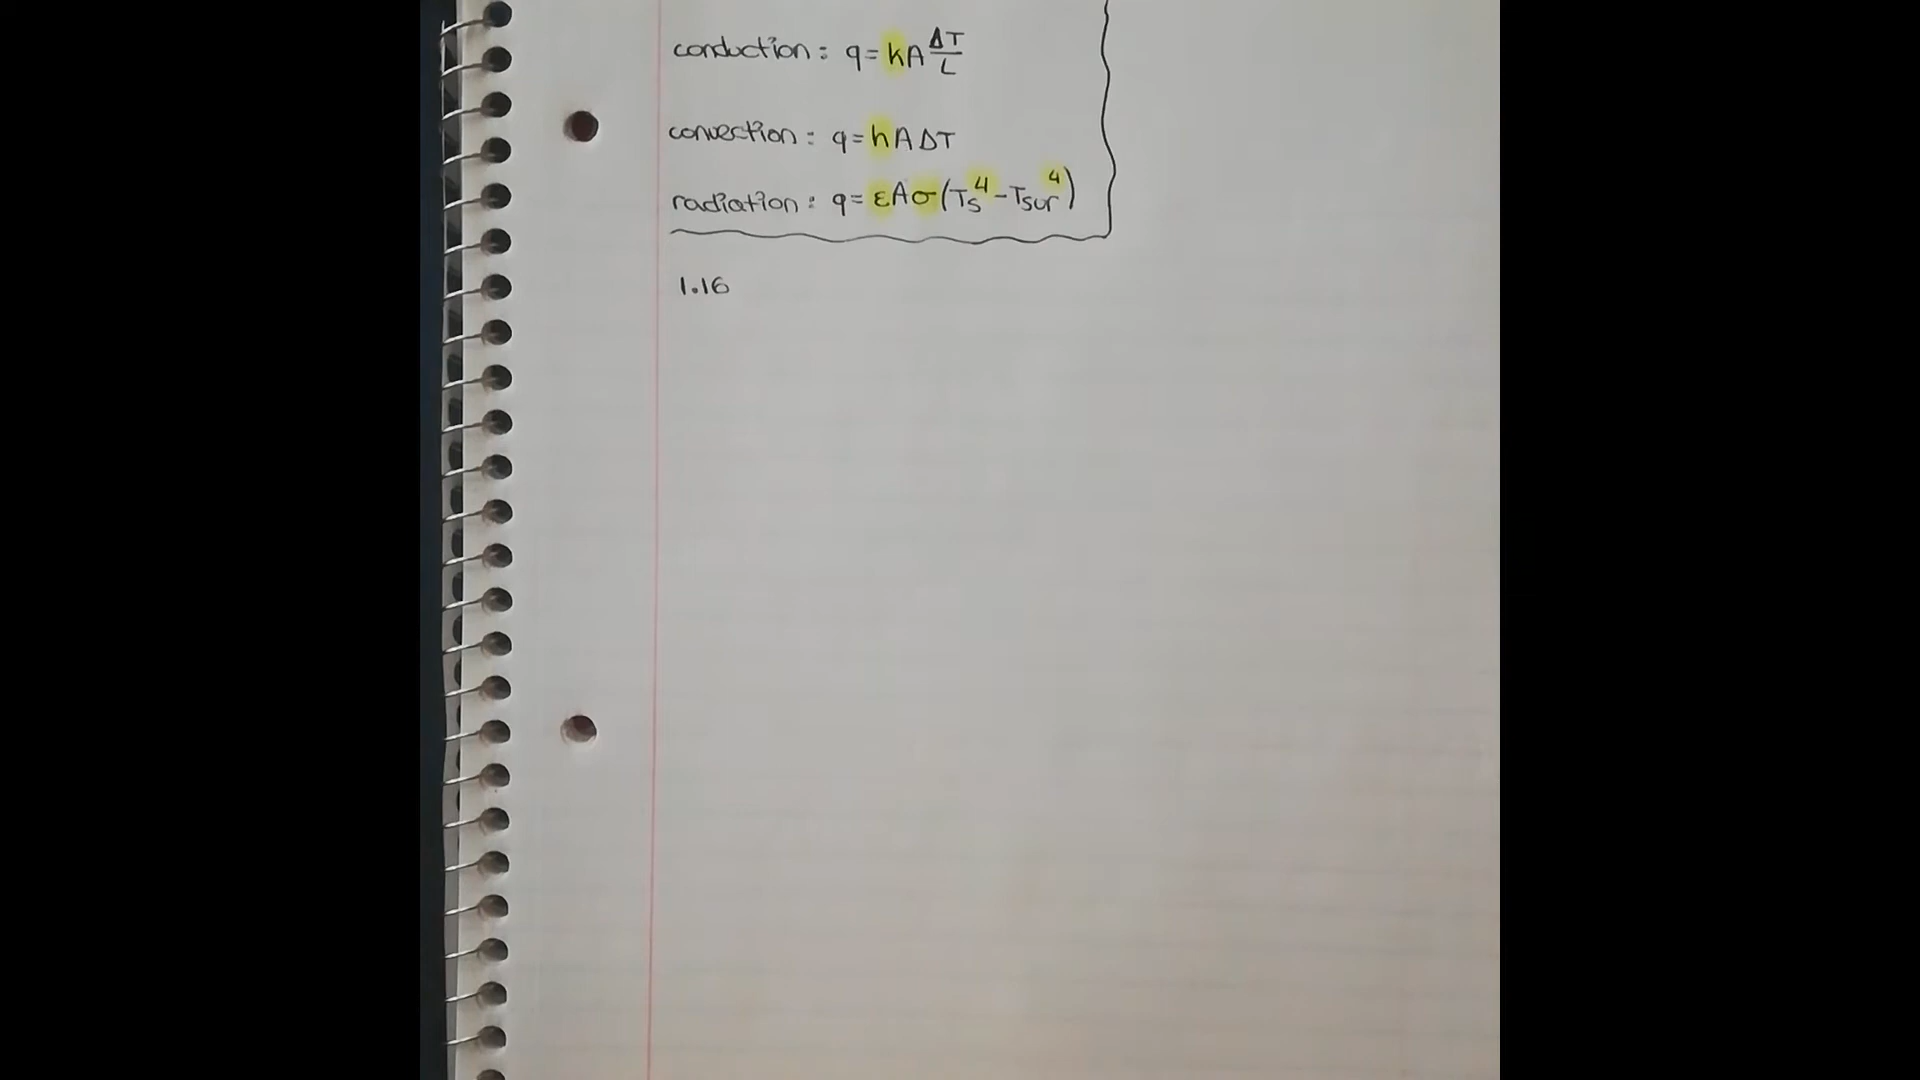 conduction: q=kA ΔT/L
convection: q=hAΔT
radiation: q=εAσ(Ts⁴-Tsur⁴)
1.16